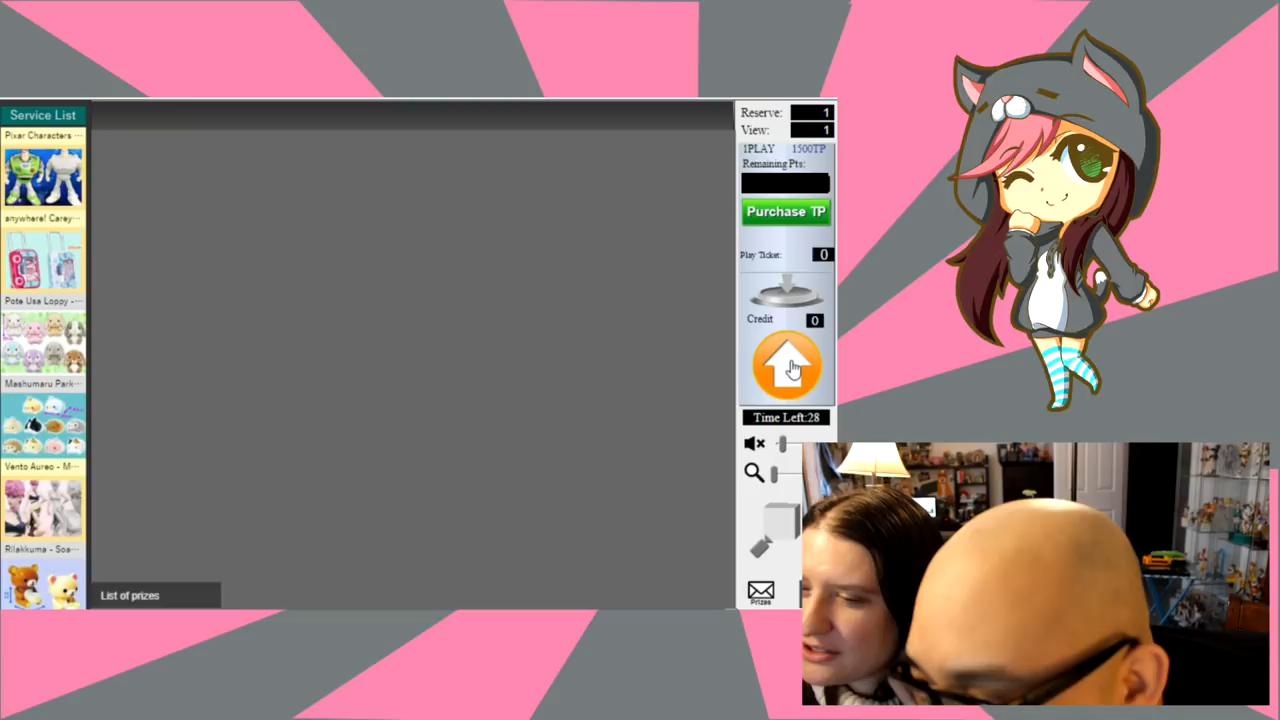 Service List
Pixar Characters ···
anywhere! Carey···
Pote Usa Loppy -···
Mashumaru Park···
Vento Aureo - M···
Rilakkuma - Soa···
List of prizes
Reserve: 1
View: 1
1PLAY 1500TP
Remaining Pts:
Purchase TP
Play Ticket: 0
Credit 0
Time Left:28
Prizes